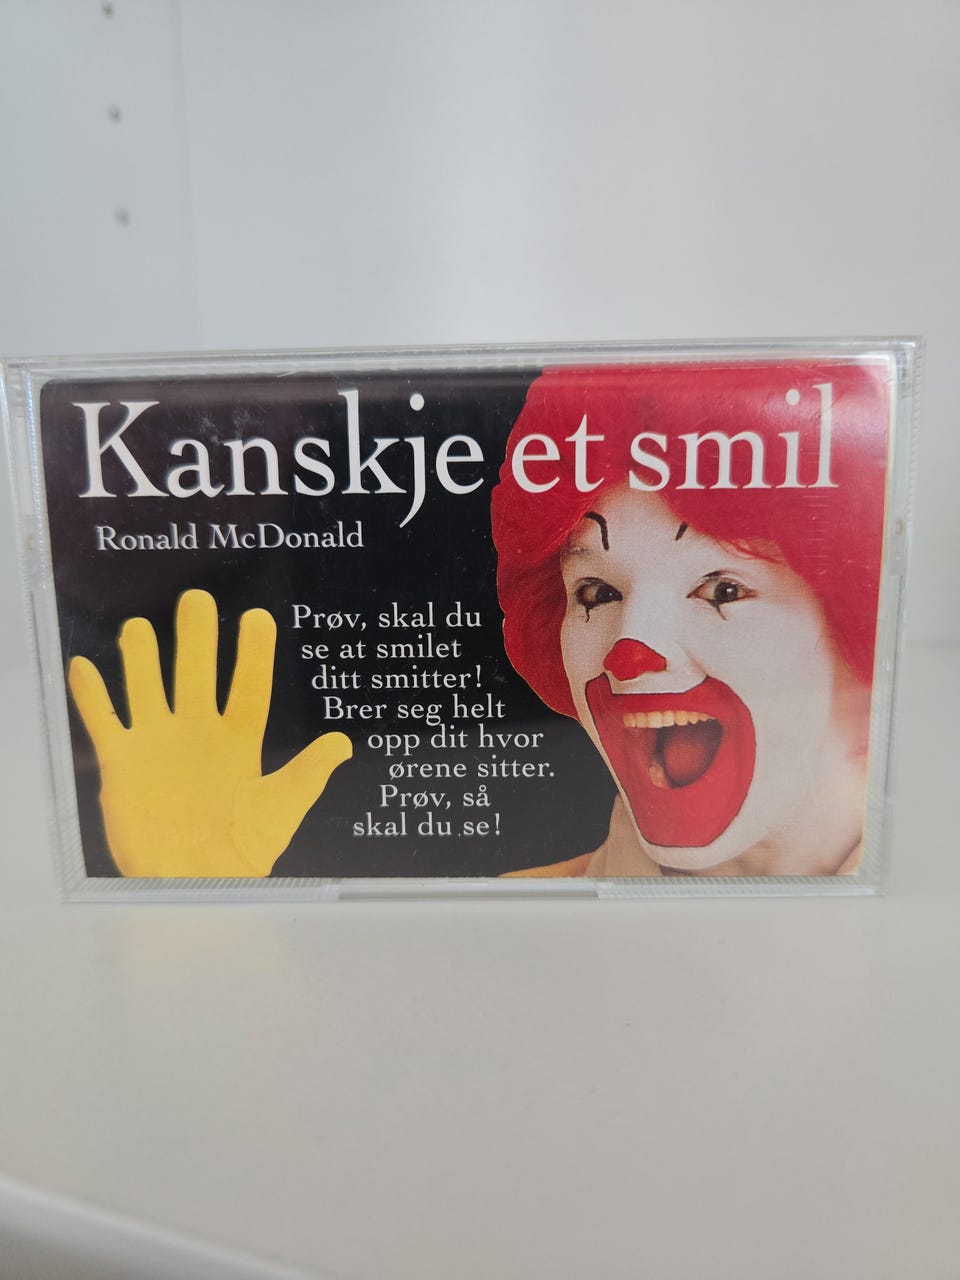 Kanskje et smil
Ronald McDonald
Prøv, skal du
se at smilet
ditt smitter!
Brer seg helt
opp dit hvor
ørene sitter.
Prøv, så
skal du se!